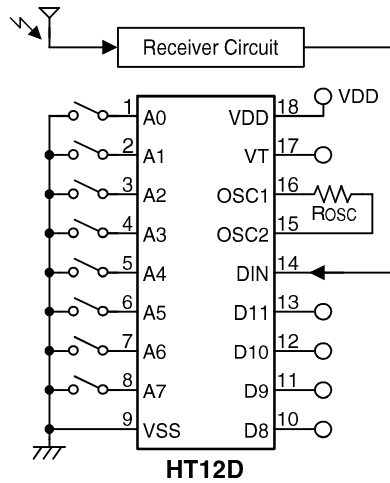 Receiver Circuit
1 A0 VDD 18 VDD
2 A1 VT 17
3 A2 OSC1 16 ROSC
4 A3 OSC2 15
5 A4 DIN 14
6 A5 D11 13
7 A6 D10 12
8 A7 D9 11
9 VSS D8 10
HT12D